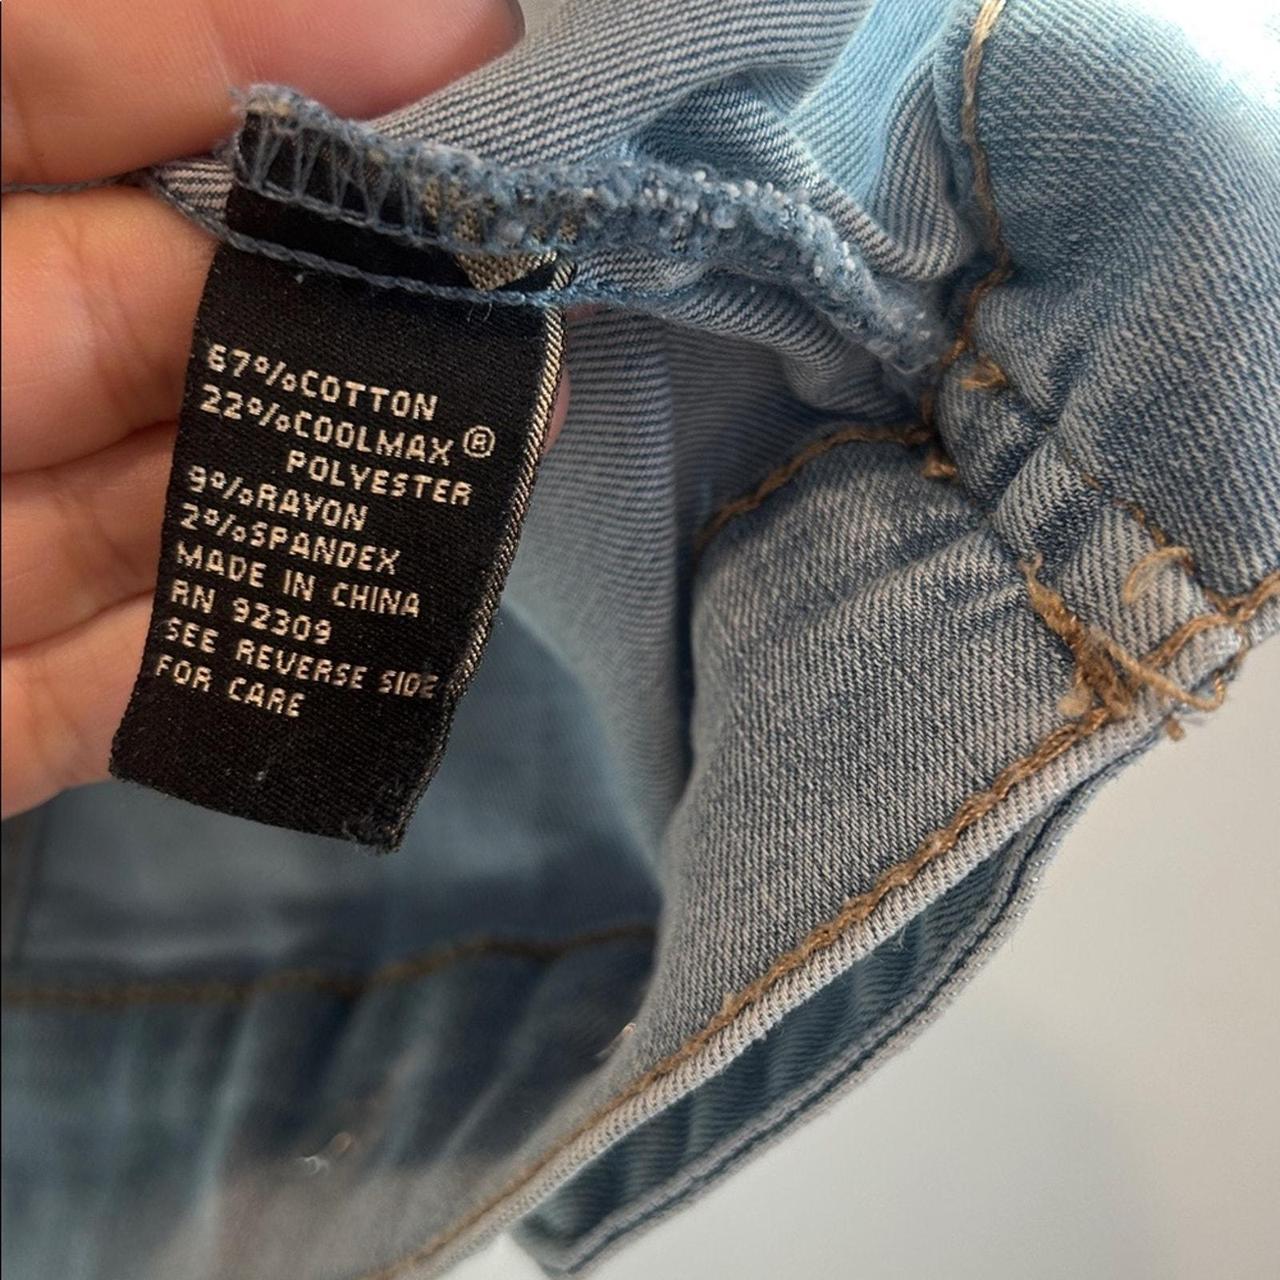 67%COTTON
22%COOLMAX®
POLYESTER
9%RAYON
2%SPANDEX
MADE IN CHINA
RN 92309
SEE REVERSE SIDE
FOR CARE